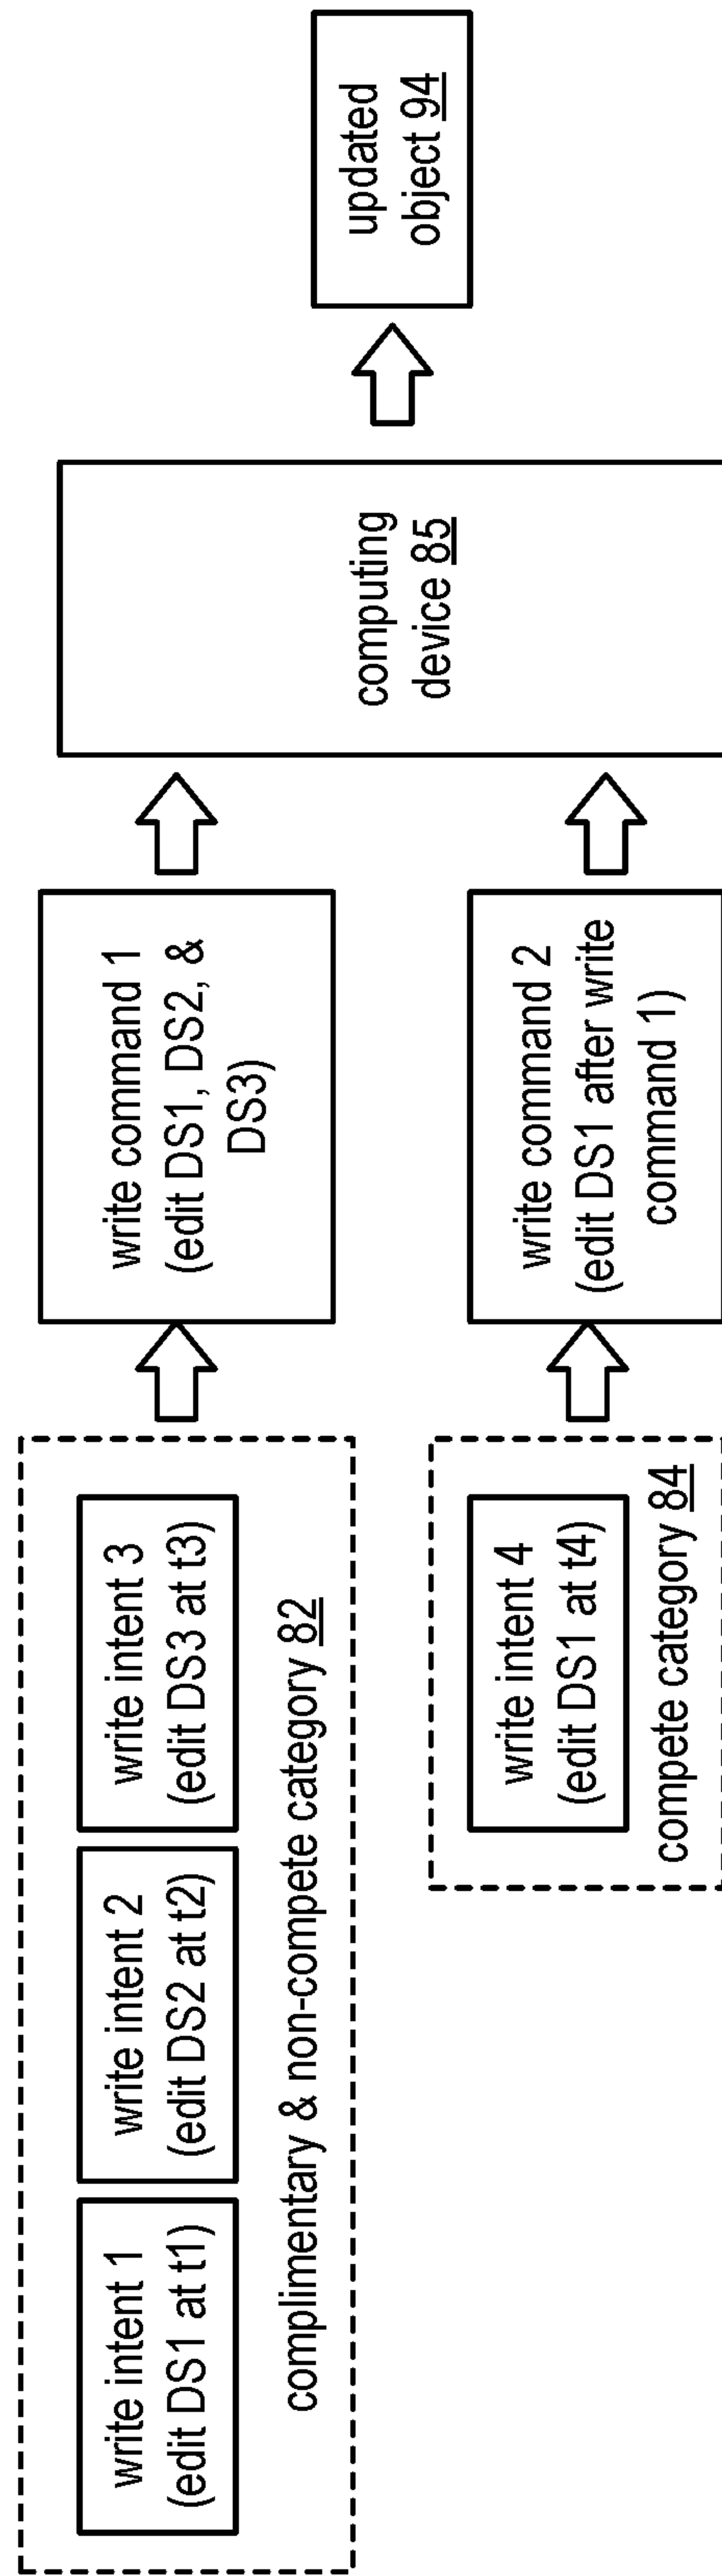 write intent 1
(edit DS1 at t1)
write intent 2
(edit DS2 at t2)
write intent 3
(edit DS3 at t3)
complimentary & non-compete category 82
write command 1
(edit DS1, DS2, &
DS3)
write intent 4
(edit DS1 at t4)
compete category 84
write command 2
(edit DS1 after write
command 1)
computing
device 85
updated
object 94